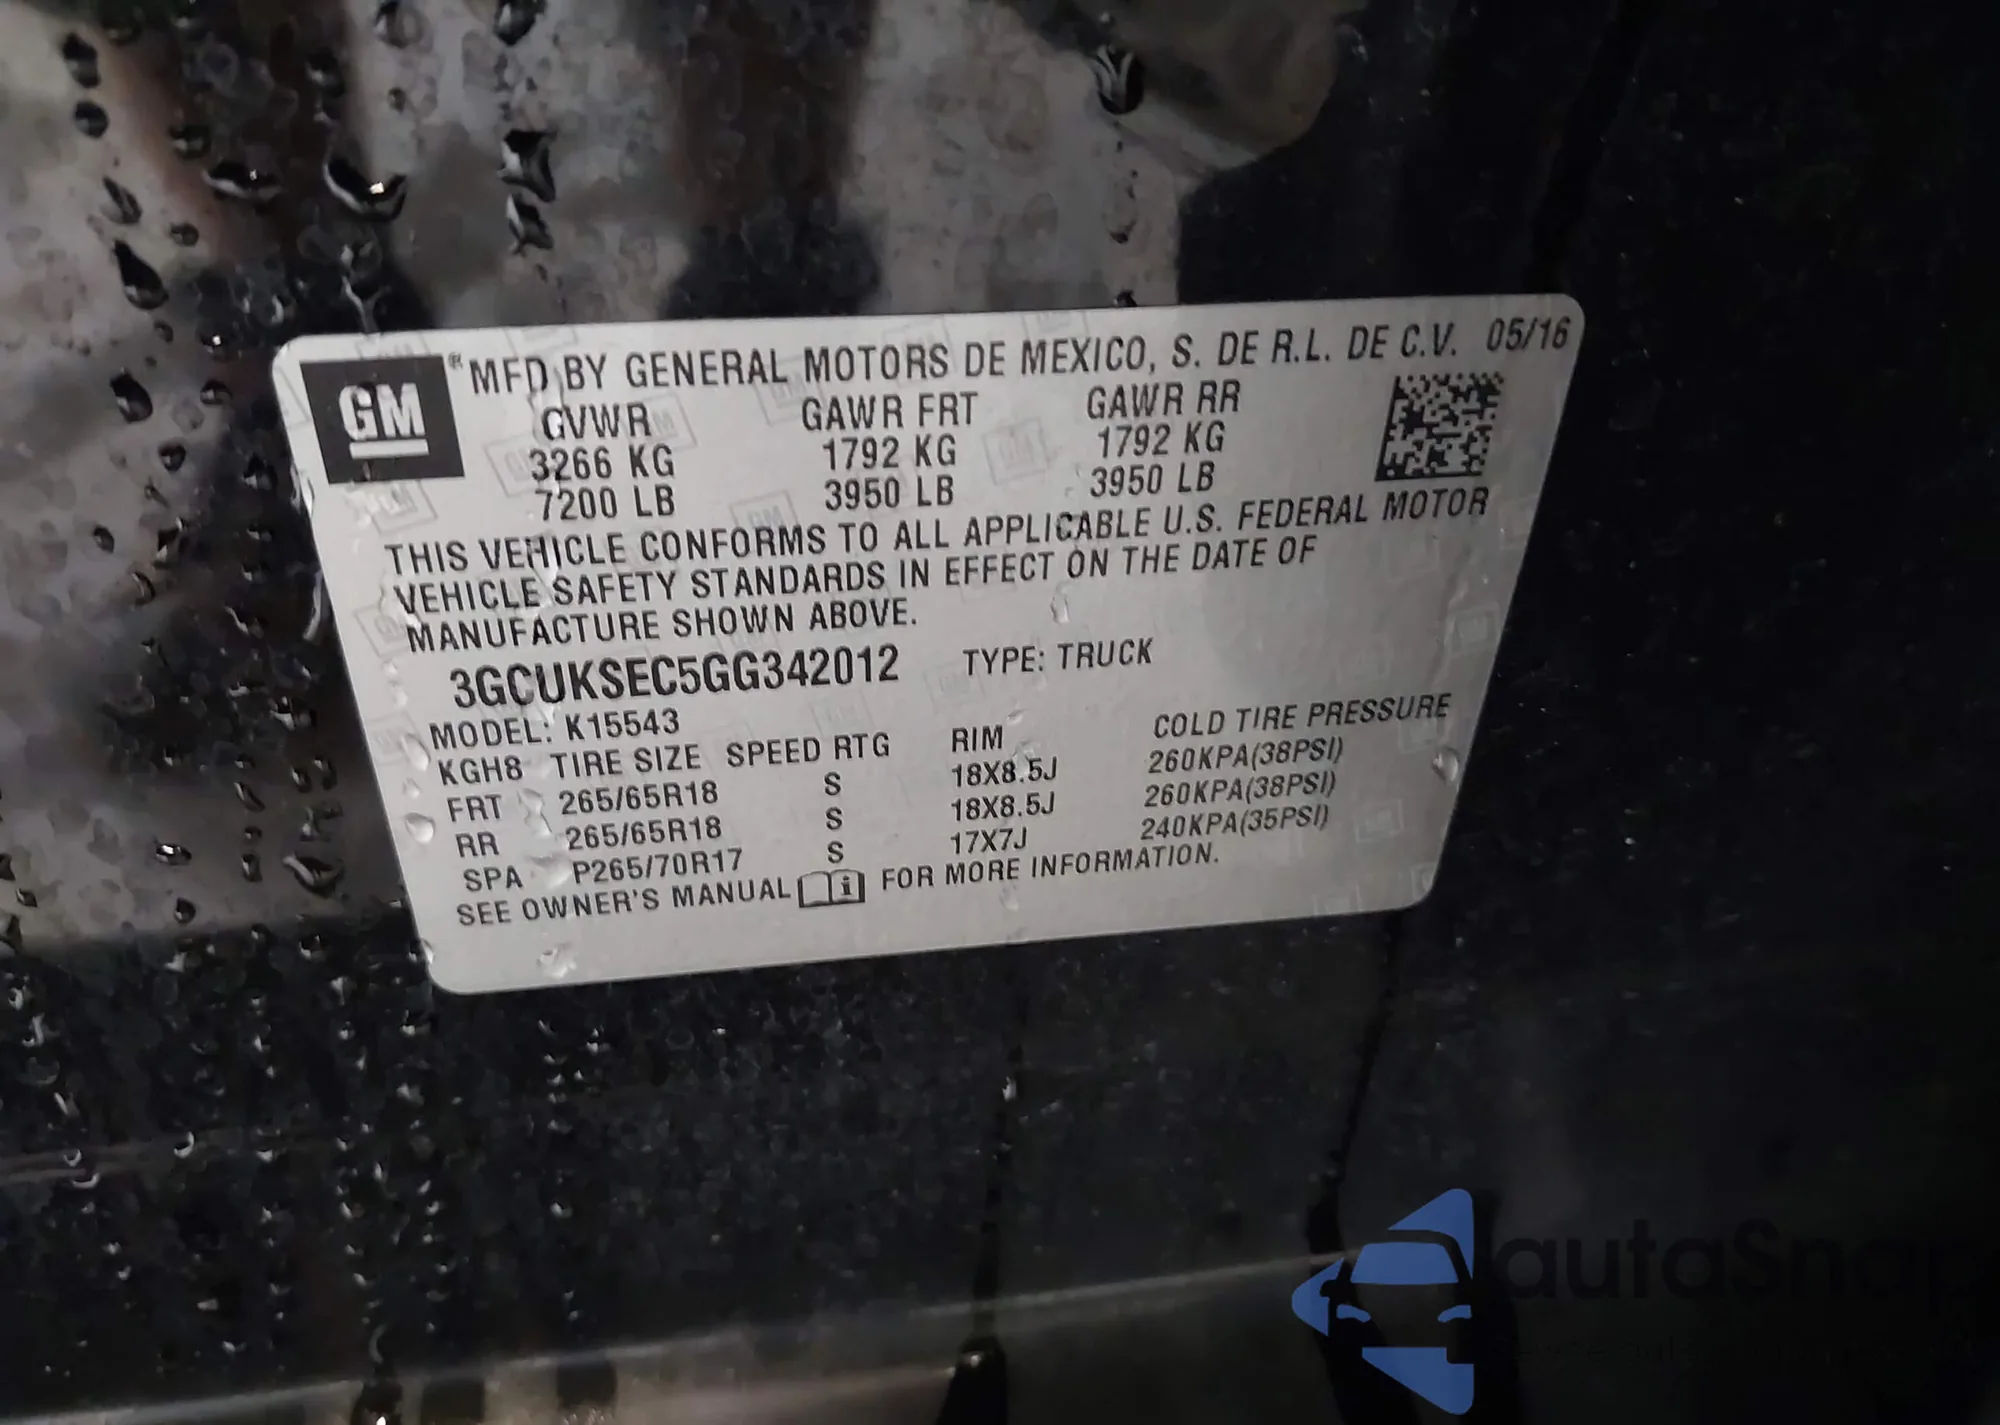 GM
® MFD BY GENERAL MOTORS DE MEXICO, S. DE R.L. DE C.V. 05/16
GVWR GAWR FRT GAWR RR
3266 KG 1792 KG 1792 KG
7200 LB 3950 LB 3950 LB
THIS VEHICLE CONFORMS TO ALL APPLICABLE U.S. FEDERAL MOTOR
VEHICLE SAFETY STANDARDS IN EFFECT ON THE DATE OF
MANUFACTURE SHOWN ABOVE.
3GCUKSEC5GG342012 TYPE: TRUCK
MODEL: K15543
KGH8 TIRE SIZE SPEED RTG RIM COLD TIRE PRESSURE
FRT 265/65R18 S 18X8.5J 260KPA(38PSI)
RR 265/65R18 S 18X8.5J 260KPA(38PSI)
SPA P265/70R17 S 17X7J 240KPA(35PSI)
SEE OWNER'S MANUAL i FOR MORE INFORMATION.
autaSnap